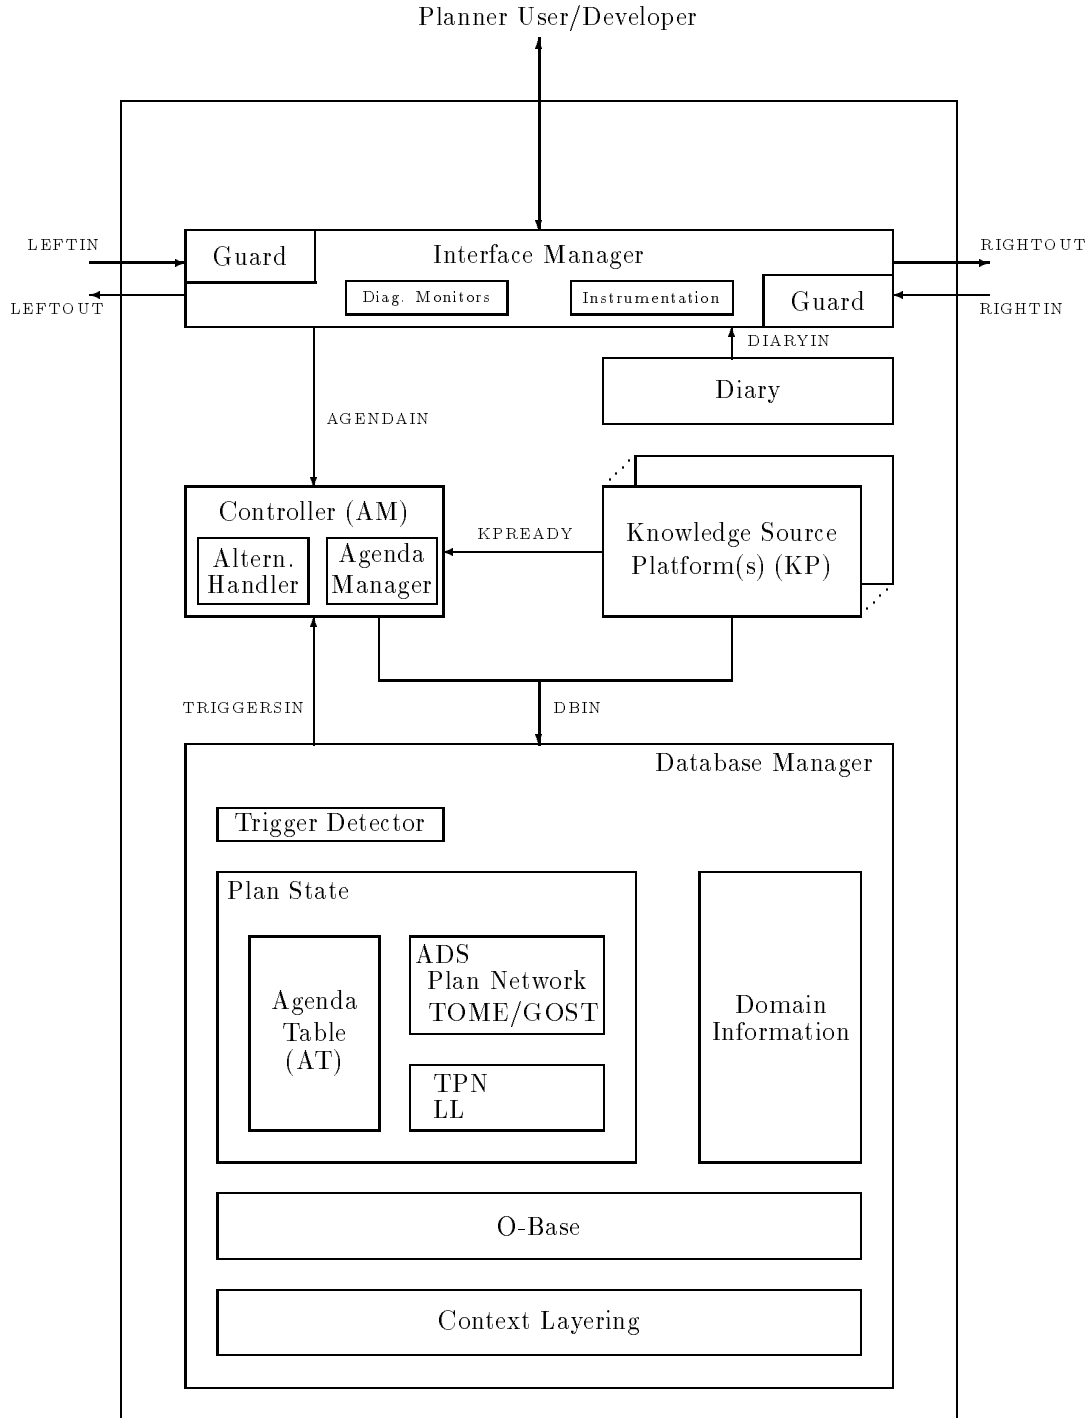 Planner User/Developer
LEFTIN
LEFTOUT
Guard
Interface Manager
Diag. Monitors
Instrumentation
Guard
RIGHTOUT
RIGHTIN
DIARYIN
Diary
AGENDAIN
Controller (AM)
Altern.
Handler
Agenda
Manager
KPREADY
Knowledge Source
Platform(s) (KP)
TRIGGERSIN
DBIN
Database Manager
Trigger Detector
Plan State
Agenda
Table
(AT)
ADS
Plan Network
TOME/GOST
TPN
LL
Domain
Information
O-Base
Context Layering